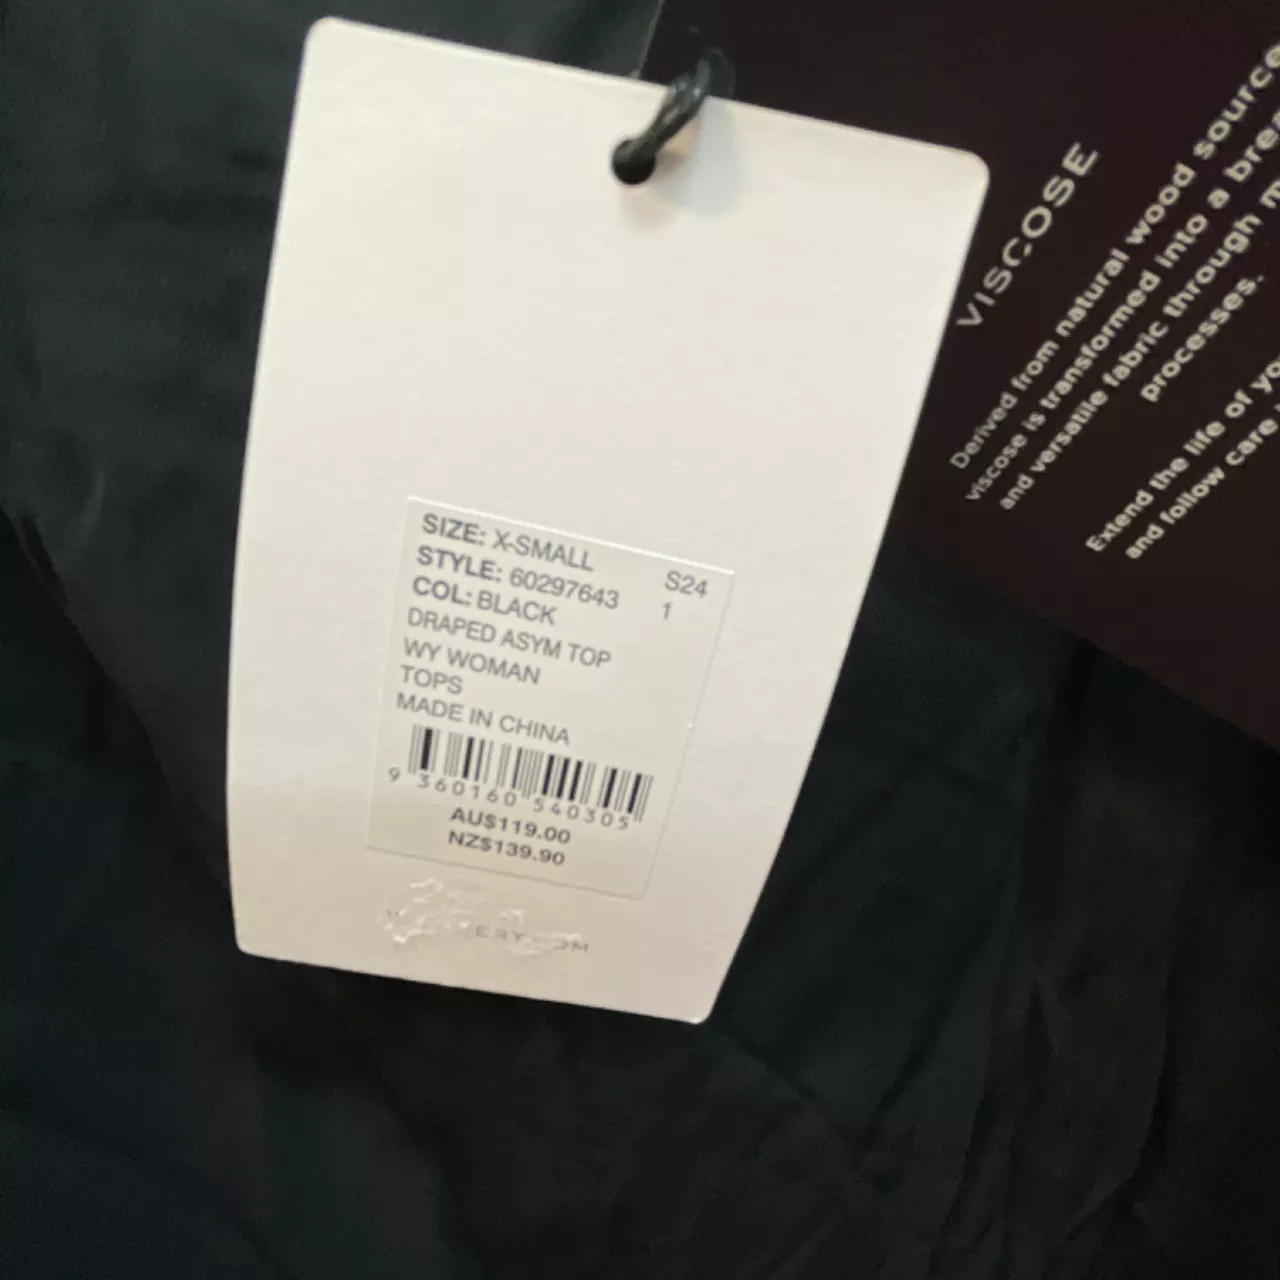 SIZE: X-SMALL
S24
STYLE: 60297643
1
COL: BLACK
DRAPED ASYM TOP
WY WOMAN
TOPS
MADE IN CHINA
9 360160 540305
AU$119.00
NZ$139.90
VISCOSE
Derived from natural wood source
viscose is transformed into a
and versatile fabric through
processes.
Extend the life of
and follow care